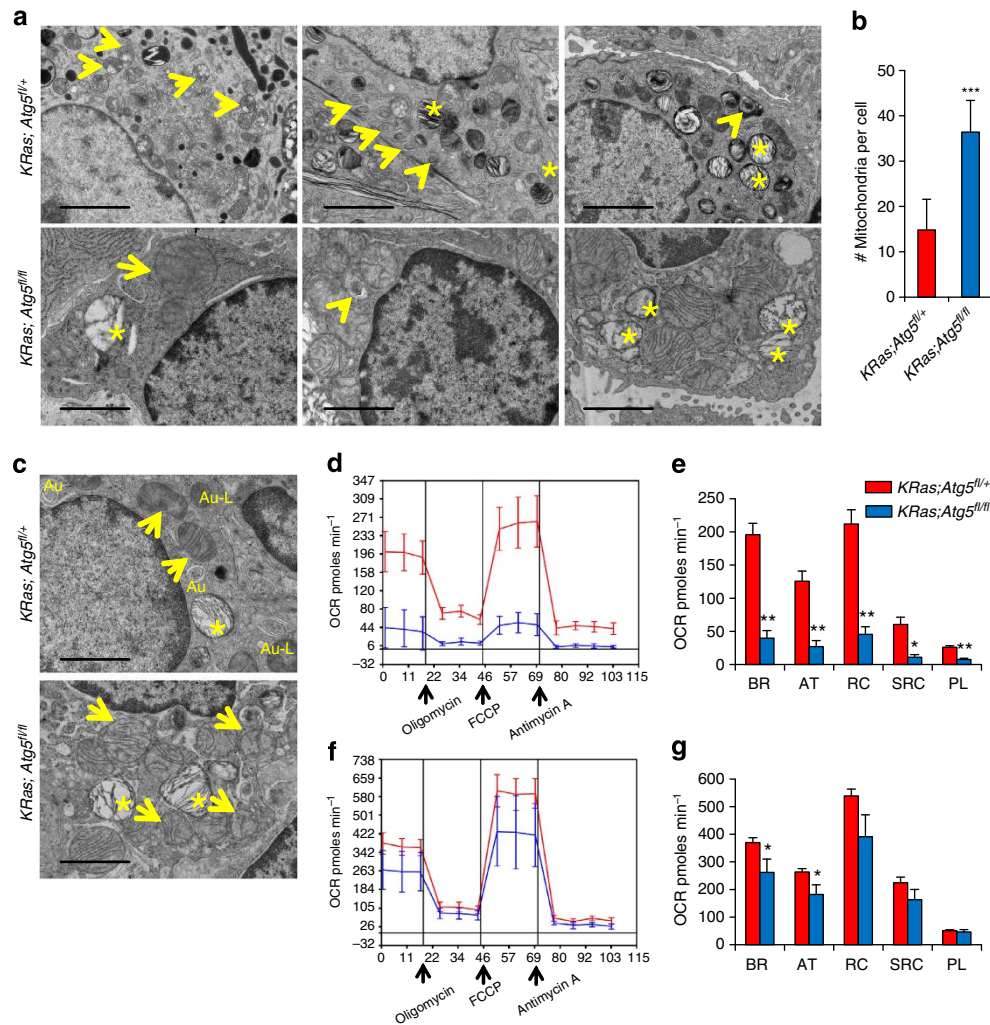 a
KRas; Atg5fl/+
KRas; Atg5fl/fl
b
# Mitochondria per cell
50
40
30
20
10
0
***
KRas;Atg5fl/+
KRas;Atg5fl/fl
c
KRas; Atg5fl/+
KRas; Atg5fl/fl
Au
Au-L
Au
Au-L
d
OCR pmoles min–1
347
309
271
233
196
158
120
80
44
6
–32
0 11 22 34 46 57 69 80 92 103 115
Oligomycin
FCCP
Antimycin A
e
KRas;Atg5fl/+
KRas;Atg5fl/fl
OCR pmoles min–1
250
200
150
100
50
0
** ** ** * **
BR AT RC SRC PL
f
OCR pmoles min–1
738
659
580
501
422
342
263
184
105
26
–32
0 11 22 34 46 57 69 80 92 103 115
Oligomycin
FCCP
Antimycin A
g
OCR pmoles min–1
600
500
400
300
200
100
0
* *
BR AT RC SRC PL